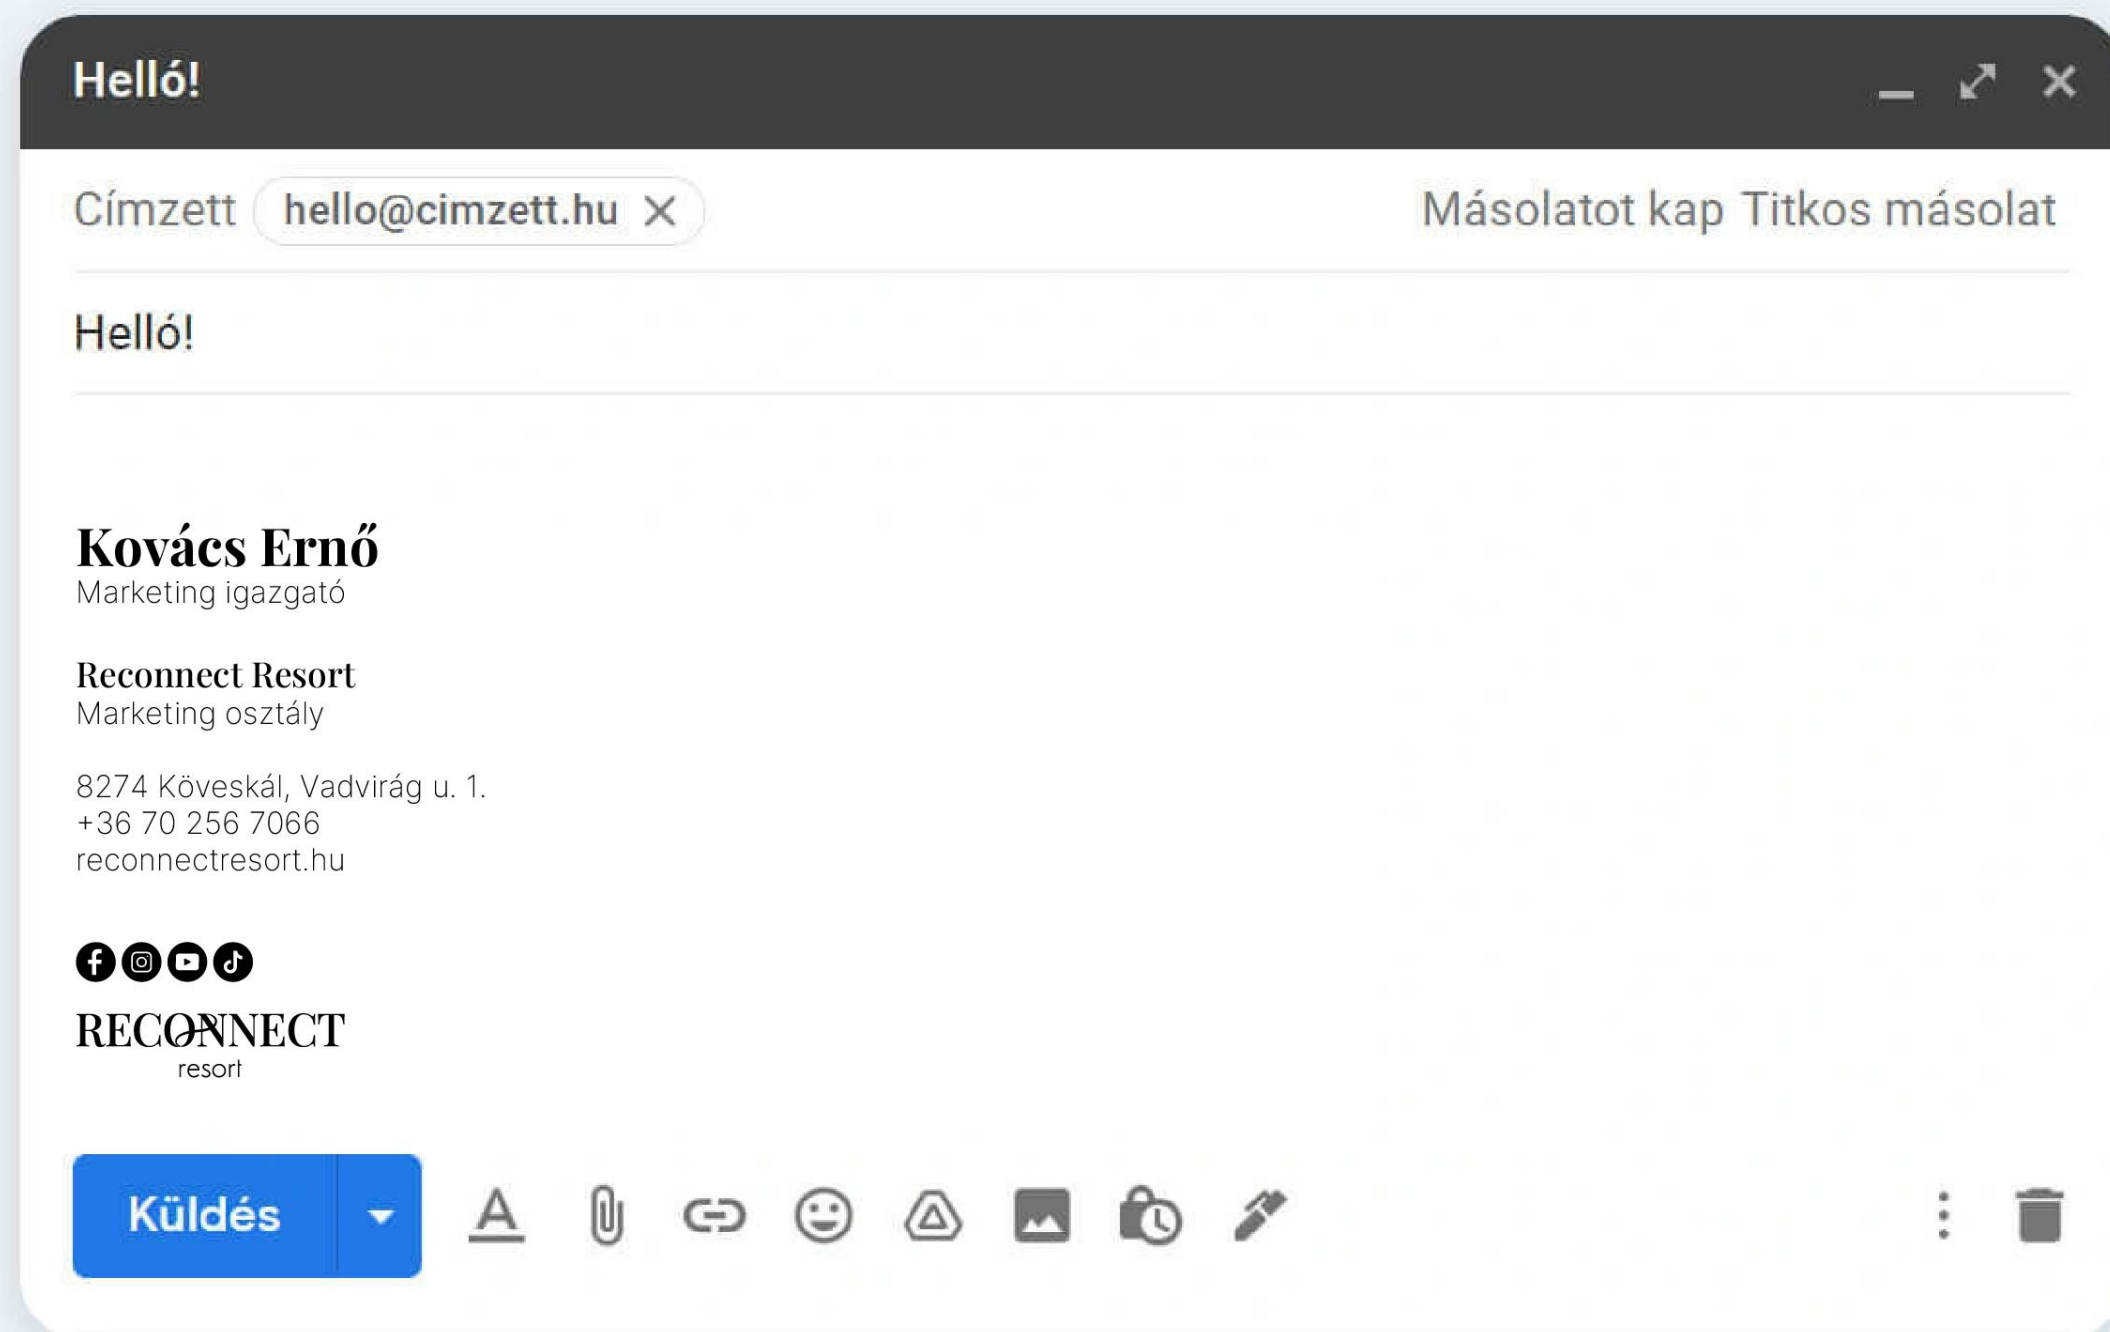 Helló!
Címzett hello@cimzett.hu Másolatot kap Titkos másolat
Helló!
Kovács Ernő
Marketing igazgató
Reconnect Resort
Marketing osztály
8274 Köveskál, Vadvirág u. 1.
+36 70 256 7066
reconnectresort.hu
RECONNECT
resort
Küldés